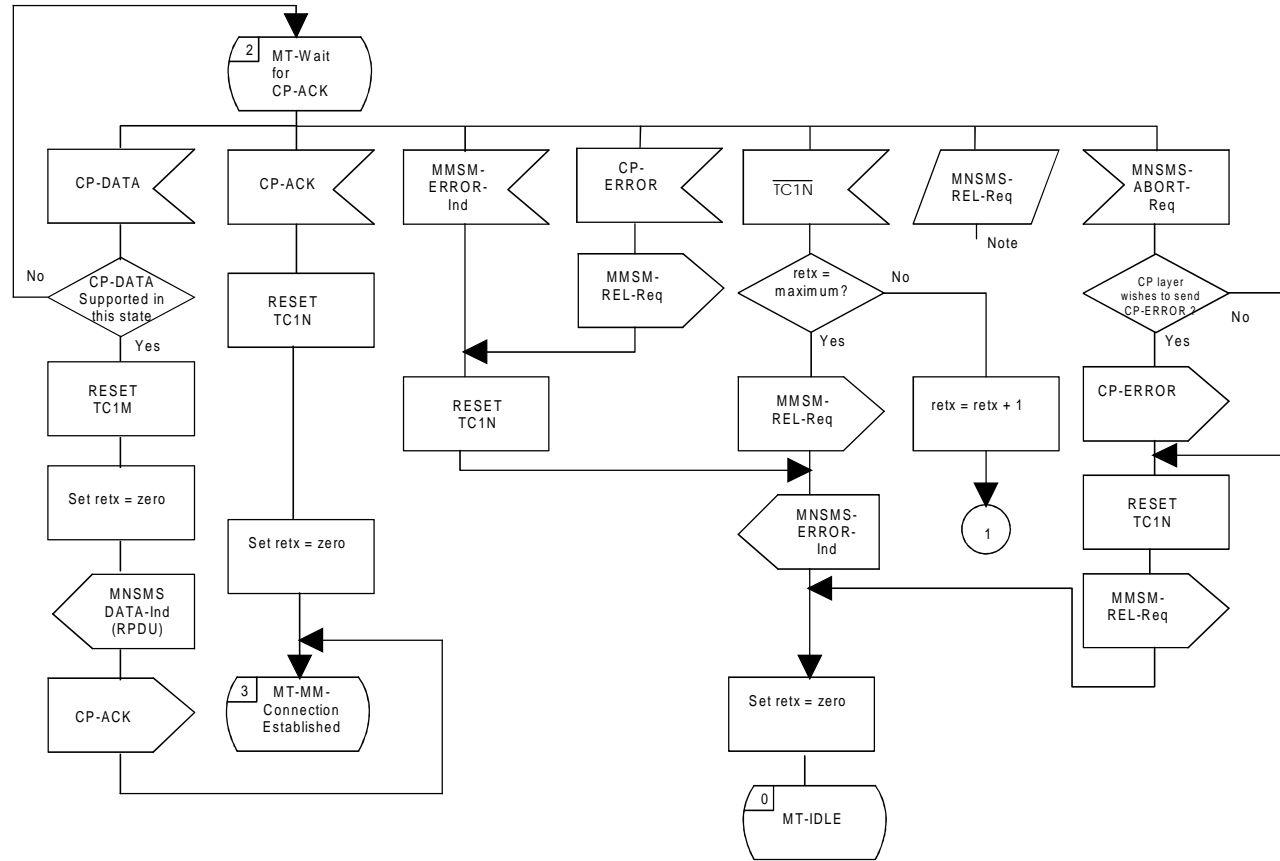 2
MT-Wait
for
CP-ACK
CP-DATA
CP-ACK
MMSM-
ERROR-
Ind
CP-
ERROR
TC1N
MNSMS-
REL-Req
Note
MNSMS-
ABORT-
Req
No
CP-DATA
Supported in
this state
Yes
RESET
TC1N
MMSM-
REL-Req
retx =
maximum?
No
Yes
CP layer
wishes to send
CP-ERROR ?
No
Yes
RESET
TC1M
RESET
TC1N
MMSM-
REL-Req
retx = retx + 1
CP-ERROR
Set retx = zero
Set retx = zero
MNSMS-
ERROR-
Ind
1
RESET
TC1N
MNSMS
DATA-Ind
(RPDU)
MMSM-
REL-Req
CP-ACK
3
MT-MM-
Connection
Established
Set retx = zero
0
MT-IDLE